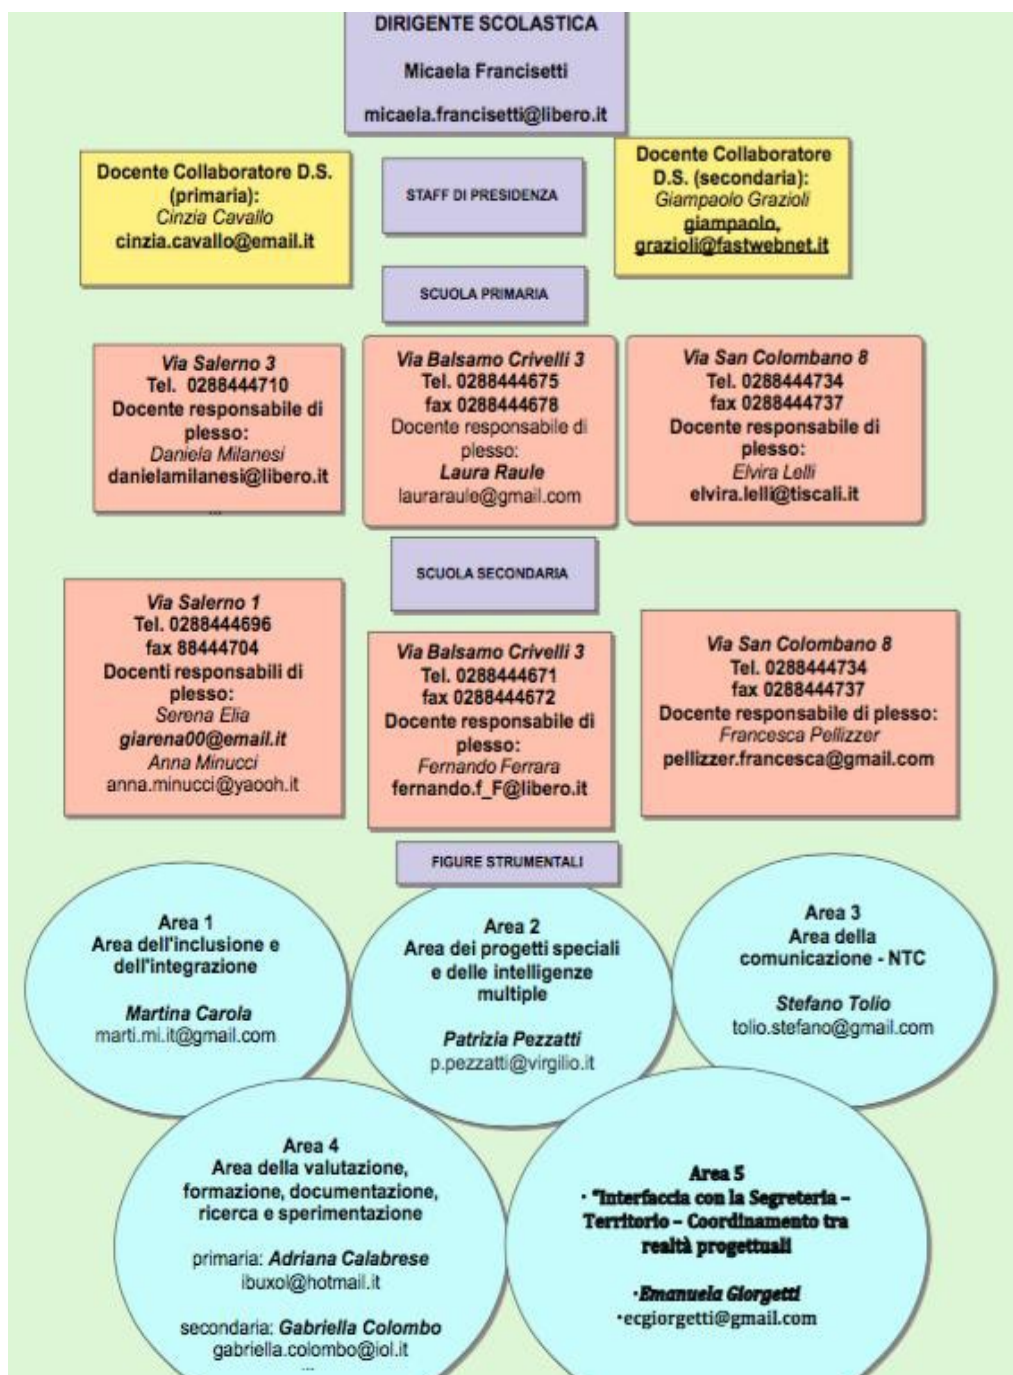 DIRIGENTE SCOLASTICA
Micaela Francisetti
micaela.francisetti@libero.it
Docente Collaboratore D.S.
(primaria):
Cinzia Cavallo
cinzia.cavallo@email.it
STAFF DI PRESIDENZA
Docente Collaboratore
D.S. (secondaria):
Giampaolo Grazioli
giampaolo,
grazioli@fastwebnet.it
SCUOLA PRIMARIA
Via Salerno 3
Tel. 0288444710
Docente responsabile di
plesso:
Daniela Milanesi
danielamilanesi@libero.it
...
Via Balsamo Crivelli 3
Tel. 0288444675
fax 0288444678
Docente responsabile di
plesso:
Laura Raule
lauraraule@gmail.com
Via San Colombano 8
Tel. 0288444734
fax 0288444737
Docente responsabile di
plesso:
Elvira Lelli
elvira.lelli@tiscali.it
SCUOLA SECONDARIA
Via Salerno 1
Tel. 0288444696
fax 88444704
Docenti responsabili di
plesso:
Serena Elia
giarena00@email.it
Anna Minucci
anna.minucci@yaooh.it
Via Balsamo Crivelli 3
Tel. 0288444671
fax 0288444672
Docente responsabile di
plesso:
Fernando Ferrara
fernando.f_F@libero.it
Via San Colombano 8
Tel. 0288444734
fax 0288444737
Docente responsabile di plesso:
Francesca Pellizzer
pellizzer.francesca@gmail.com
FIGURE STRUMENTALI
Area 1
Area dell'inclusione e
dell'integrazione
Martina Carola
marti.mi.it@gmail.com
Area 2
Area dei progetti speciali
e delle intelligenze
multiple
Patrizia Pezzatti
p.pezzatti@virgilio.it
Area 3
Area della
comunicazione - NTC
Stefano Tolio
tolio.stefano@gmail.com
Area 4
Area della valutazione,
formazione, documentazione,
ricerca e sperimentazione
primaria: Adriana Calabrese
ibuxol@hotmail.it
secondaria: Gabriella Colombo
gabriella.colombo@iol.it
...
Area 5
· "Interfaccia con la Segreteria –
Territorio – Coordinamento tra
realtà progettuali
·Emanuela Giorgetti
·ecgiorgetti@gmail.com